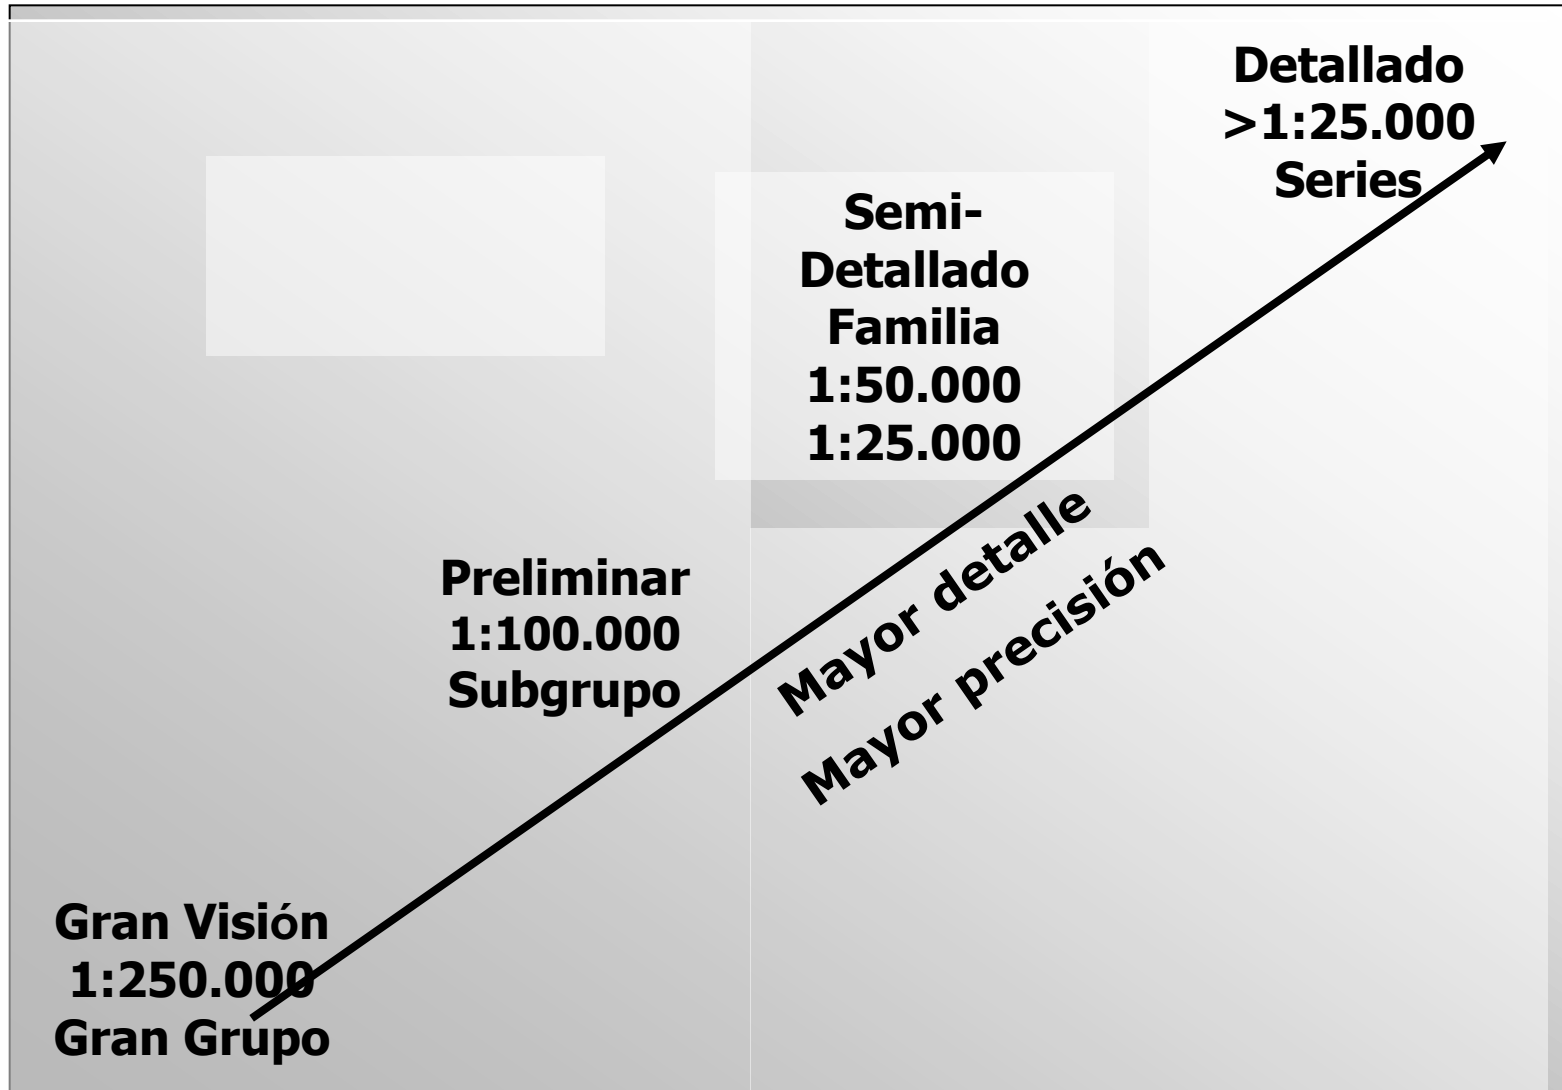 Detallado
>1:25.000
Series
Semi-
Detallado
Familia
1:50.000
1:25.000
Mayor detalle
Mayor precisión
Preliminar
1:100.000
Subgrupo
Gran Visión
1:250.000
Gran Grupo